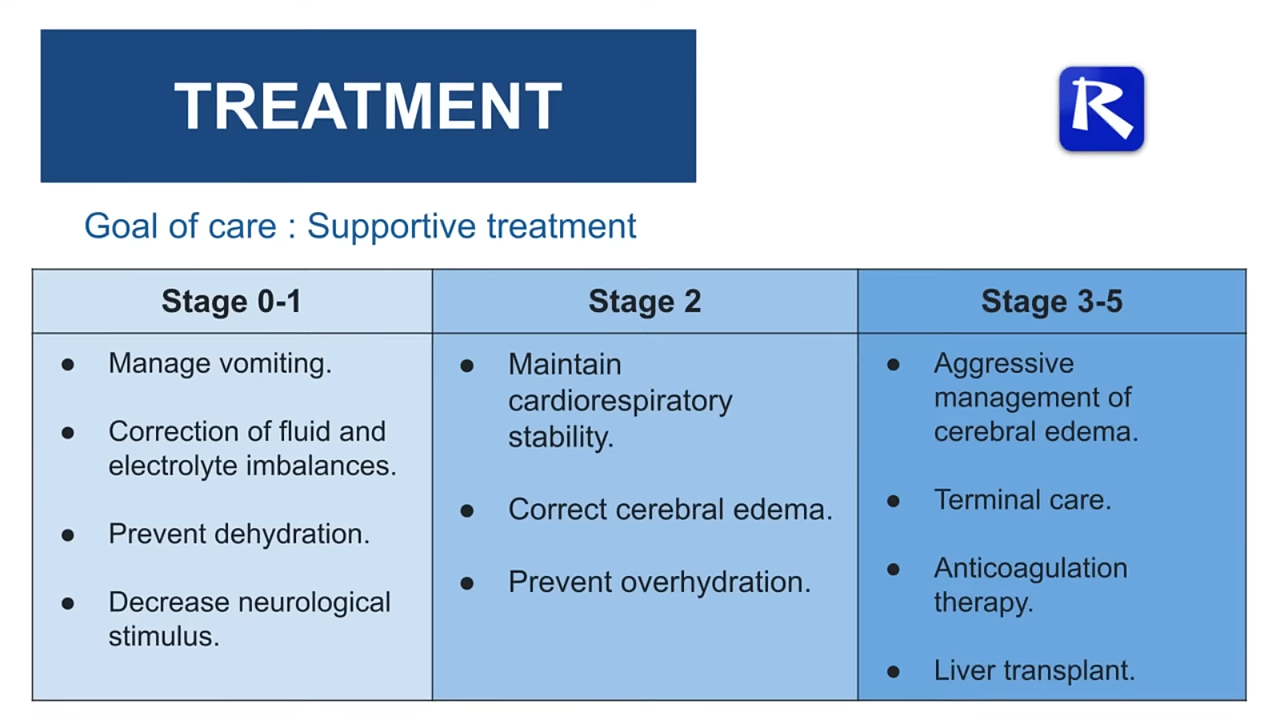 TREATMENT
R
Goal of care : Supportive treatment
Stage 0-1
● Manage vomiting.
● Correction of fluid and
electrolyte imbalances.
● Prevent dehydration.
● Decrease neurological
stimulus.
Stage 2
● Maintain
cardiorespiratory
stability.
● Correct cerebral edema.
● Prevent overhydration.
Stage 3-5
● Aggressive
management of
cerebral edema.
● Terminal care.
● Anticoagulation
therapy.
● Liver transplant.